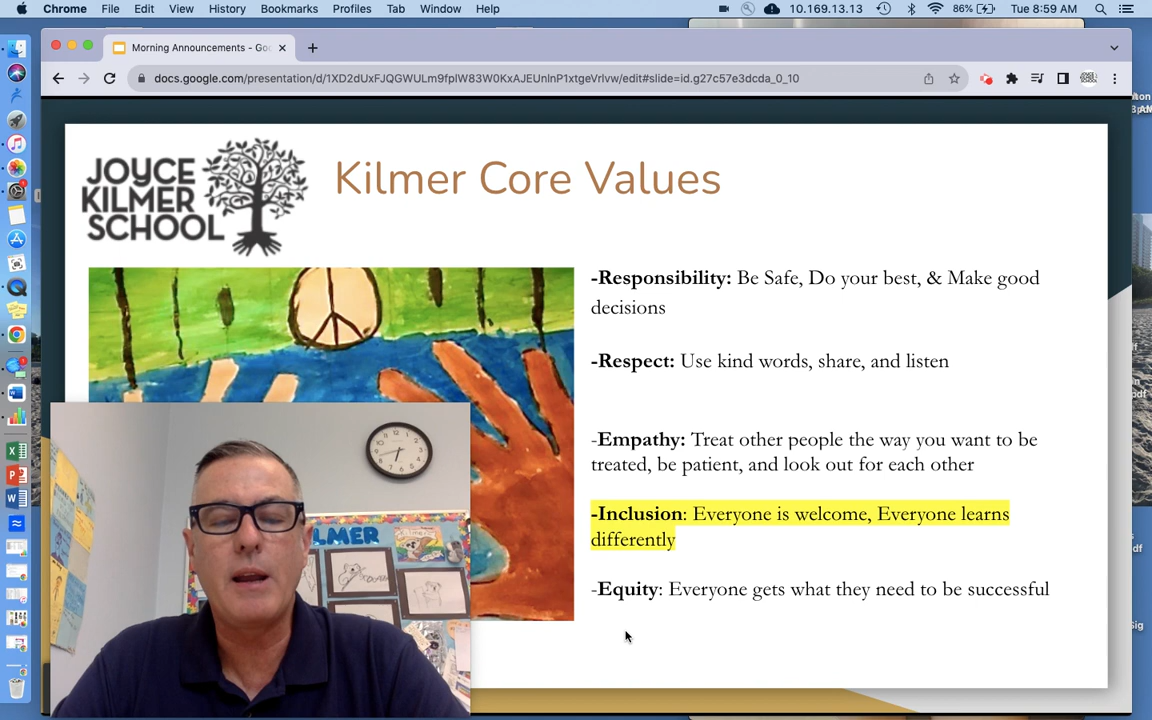 Chrome File Edit View History Bookmarks Profiles Tab Window Help 10.169.13.13 86% Tue 8:59 AM
Morning Announcements - Goo
docs.google.com/presentation/d/1XD2dUxFJQGWULm9fplW83W0KxAJEUnlnP1xtgeVrlvw/edit#slide=id.g27c57e3dcda_0_10
JOYCE
KILMER
SCHOOL
Kilmer Core Values
-Responsibility: Be Safe, Do your best, & Make good
decisions
-Respect: Use kind words, share, and listen
-Empathy: Treat other people the way you want to be
treated, be patient, and look out for each other
-Inclusion: Everyone is welcome, Everyone learns
differently
-Equity: Everyone gets what they need to be successful